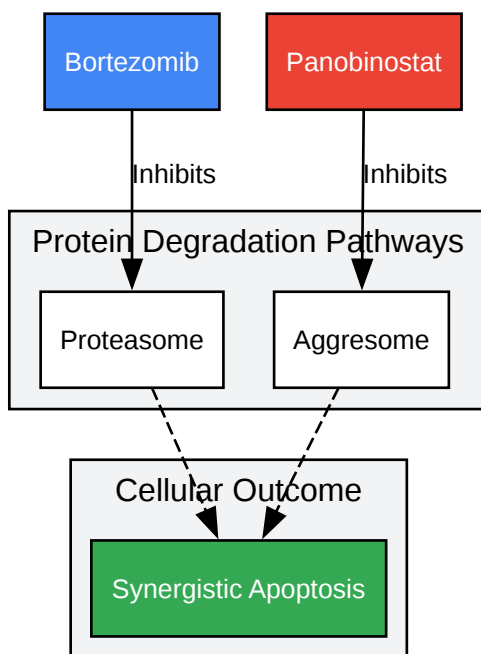 Bortezomib
Panobinostat
Inhibits
Inhibits
Protein Degradation Pathways
Proteasome
Aggresome
Cellular Outcome
Synergistic Apoptosis